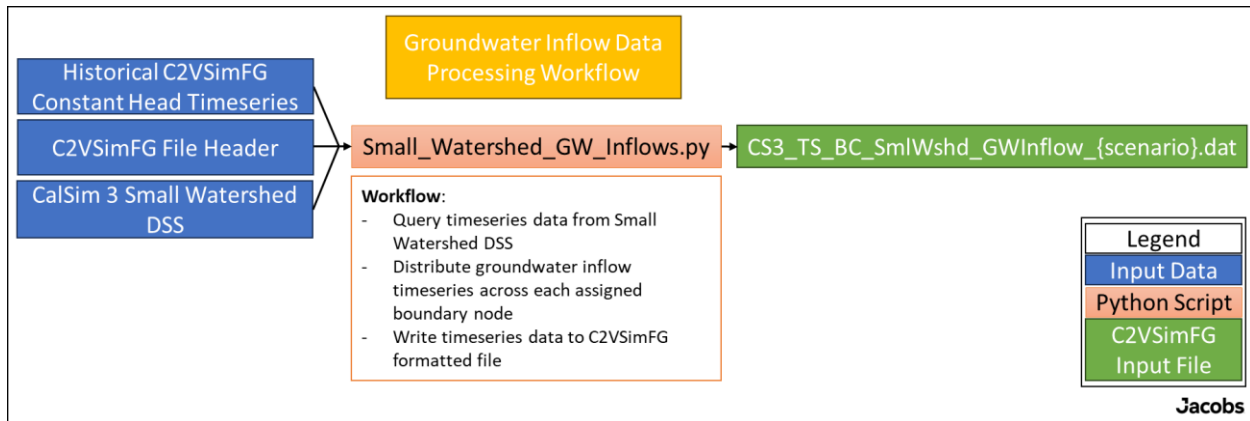 Groundwater Inflow Data
Processing Workflow
Historical C2VSimFG
Constant Head Timeseries
C2VSimFG File Header
CalSim 3 Small Watershed
DSS
Small_Watershed_GW_Inflows.py
CS3_TS_BC_SmlWshd_GWInflow_{scenario}.dat
Workflow:
- Query timeseries data from Small
Watershed DSS
- Distribute groundwater inflow
timeseries across each assigned
boundary node
- Write timeseries data to C2VSimFG
formatted file
Legend
Input Data
Python Script
C2VSimFG
Input File
Jacobs